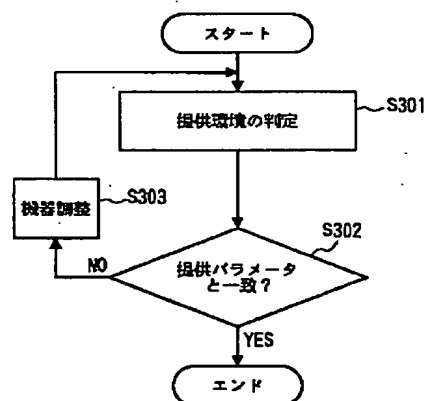 スタート
提供環境の判定
S301
機器調整
S303
S302
提供パラメータ
と一致？
NO
YES
エンド